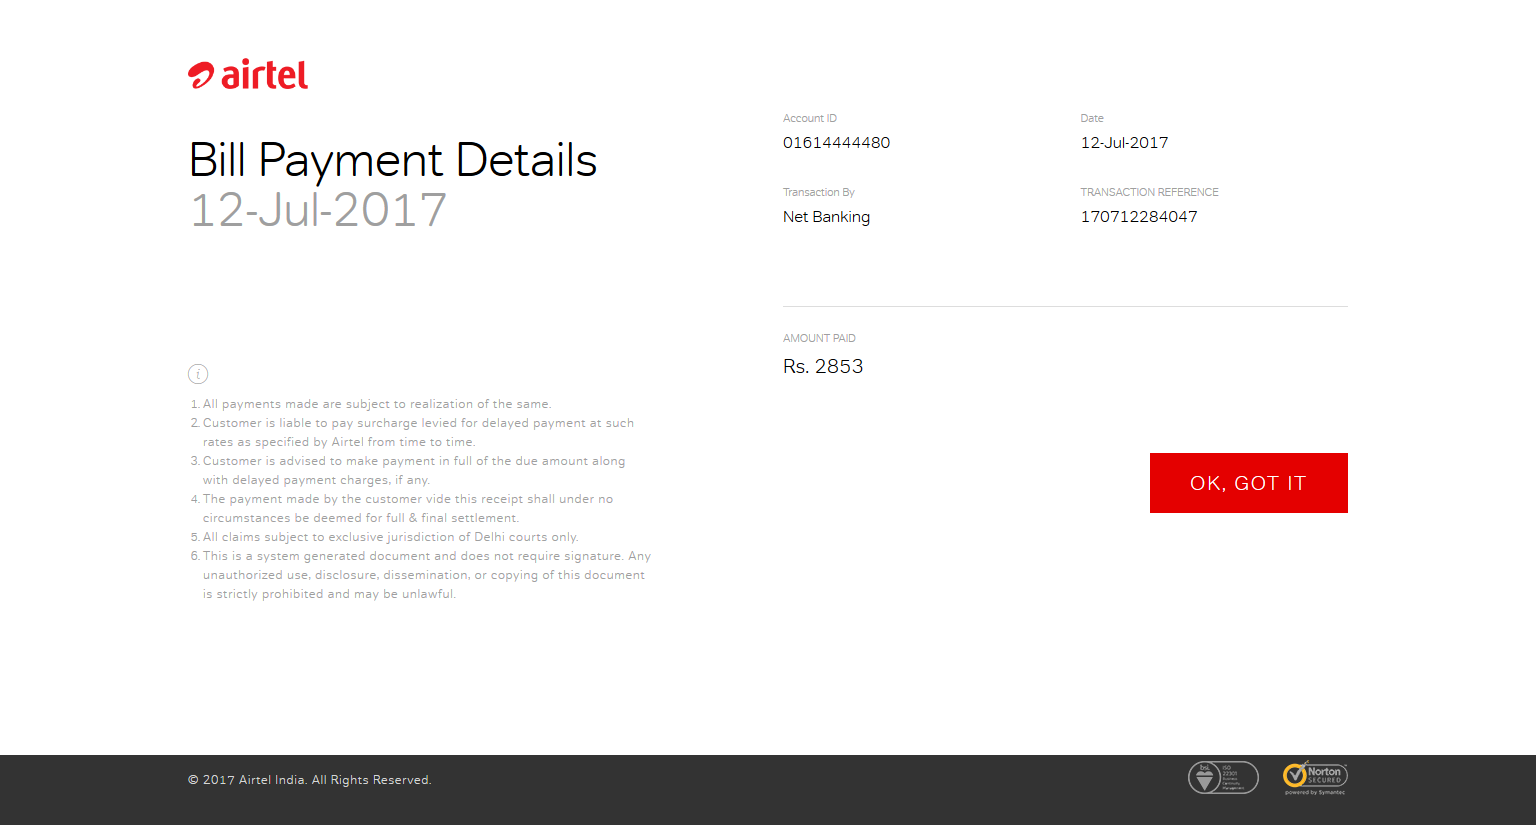 airtel
Bill Payment Details
12-Jul-2017
Account ID
01614444480
Date
12-Jul-2017
Transaction By
Net Banking
TRANSACTION REFERENCE
170712284047
AMOUNT PAID
Rs. 2853
OK, GOT IT
i
1. All payments made are subject to realization of the same.
2. Customer is liable to pay surcharge levied for delayed payment at such
rates as specified by Airtel from time to time.
3. Customer is advised to make payment in full of the due amount along
with delayed payment charges, if any.
4. The payment made by the customer vide this receipt shall under no
circumstances be deemed for full & final settlement.
5. All claims subject to exclusive jurisdiction of Delhi courts only.
6. This is a system generated document and does not require signature. Any
unauthorized use, disclosure, dissemination, or copying of this document
is strictly prohibited and may be unlawful.
© 2017 Airtel India. All Rights Reserved.
bsi.
ISO
22301
Business
Continuity
Management
Norton
SECURED
powered by Symantec